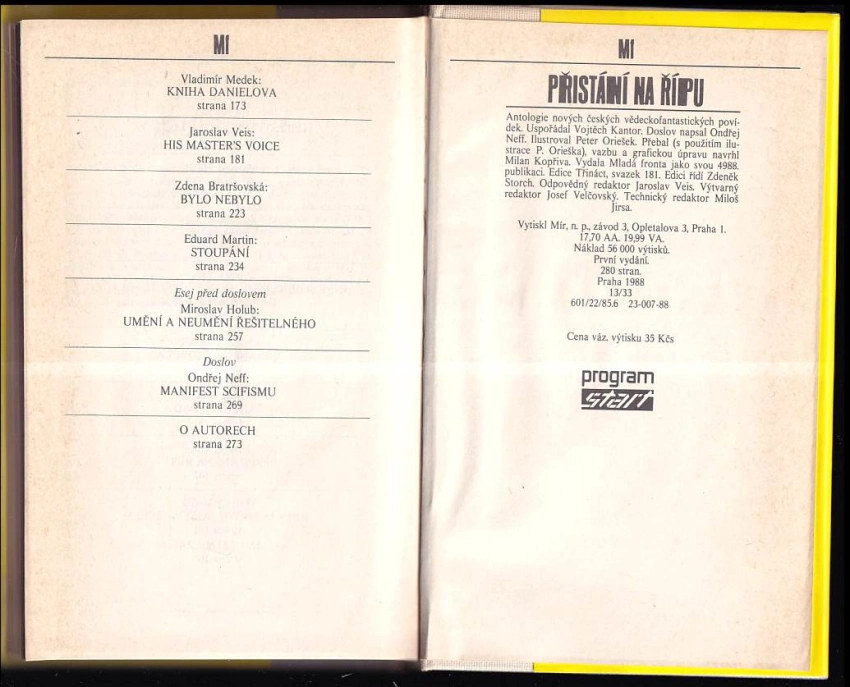 MÍ
Vladimír Medek:
KNIHA DANIELOVA
strana 173
Jaroslav Veis:
HIS MASTER'S VOICE
strana 181
Zdena Bratršovská:
BYLO NEBYLO
strana 223
Eduard Martin:
STOUPÁNÍ
strana 234
Esej před doslovem
Miroslav Holub:
UMĚNÍ A NEUMĚNÍ ŘEŠITELNÉHO
strana 257
Doslov
Ondřej Neff:
MANIFEST SCIFISMU
strana 269
O AUTORECH
strana 273
MÍ
PŘISTÁNÍ NA ŘÍPU
Antologie nových českých vědeckofantastických poví-
dek. Uspořádal Vojtěch Kantor. Doslov napsal Ondřej
Neff. Ilustroval Peter Oriešek. Přebal (s použitím ilu-
strace P. Orieška), vazbu a grafickou úpravu navrhl
Milan Kopřiva. Vydala Mladá fronta jako svou 4988.
publikaci. Edice Třináct, svazek 181. Edici řídí Zdeněk
Storch. Odpovědný redaktor Jaroslav Veis. Výtvarný
redaktor Josef Velčovský. Technický redaktor Miloš
Jirsa.
Vytiskl Mír, n. p., závod 3, Opletalova 3, Praha 1.
17,70 AA. 19,99 VA.
Náklad 56 000 výtisků.
První vydání.
280 stran.
Praha 1988
13/33
601/22/85.6 23-007-88
Cena váz. výtisku 35 Kčs
program
start